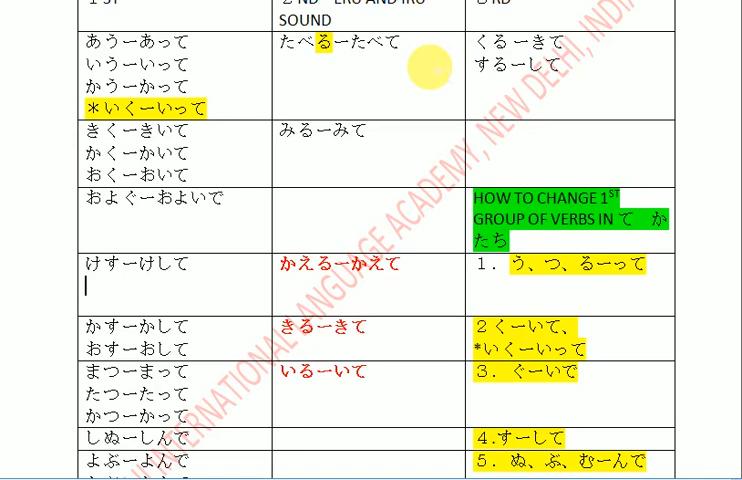 1 ST
２ND ERU AND IRU
SOUND
３RD
あうーあって
いうーいって
かうーかって
＊いくーいって
たべるーたべて
くるーきて
するーして
きくーきいて
かくーかいて
おくーおいて
みるーみて
およぐーおよいで
HOW TO CHANGE 1ST
GROUP OF VERBS IN て か
たち
けすーけして
かえるーかえて
１． う、つ、るーって
かすーかして
おすーおして
きるーきて
２くーいて、
*いくーいって
まつーまって
たつーたって
かつーかって
いるーいて
３．ぐーいで
しぬーしんで
４.すーして
よぶーよんで
５．ぬ、ぶ、むーんで
INTERNATIONAL LANGUAGE ACADEMY, NEW DELHI, INDIA